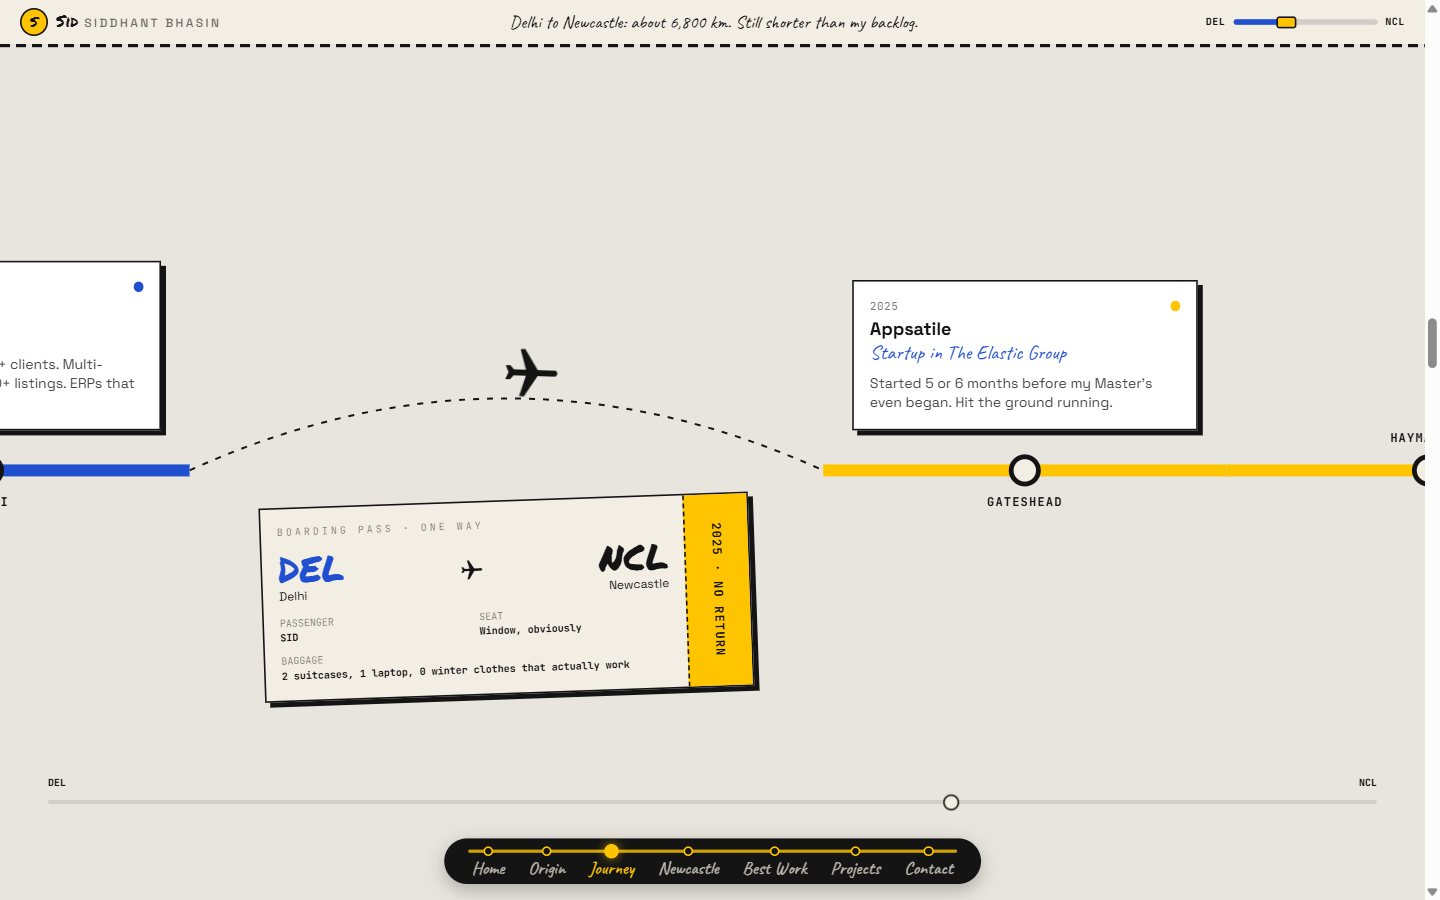 S Sid SIDDHANT BHASIN
Delhi to Newcastle: about 6,800 km. Still shorter than my backlog.
DEL NCL
+ clients. Multi-
+ listings. ERPs that
2025
Appsatile
Startup in The Elastic Group
Started 5 or 6 months before my Master's
even began. Hit the ground running.
HAYM
I
GATESHEAD
BOARDING PASS · ONE WAY
DEL
Delhi
NCL
Newcastle
PASSENGER
SID
SEAT
Window, obviously
BAGGAGE
2 suitcases, 1 laptop, 0 winter clothes that actually work
2025 · NO RETURN
DEL NCL
Home Origin Journey Newcastle Best Work Projects Contact